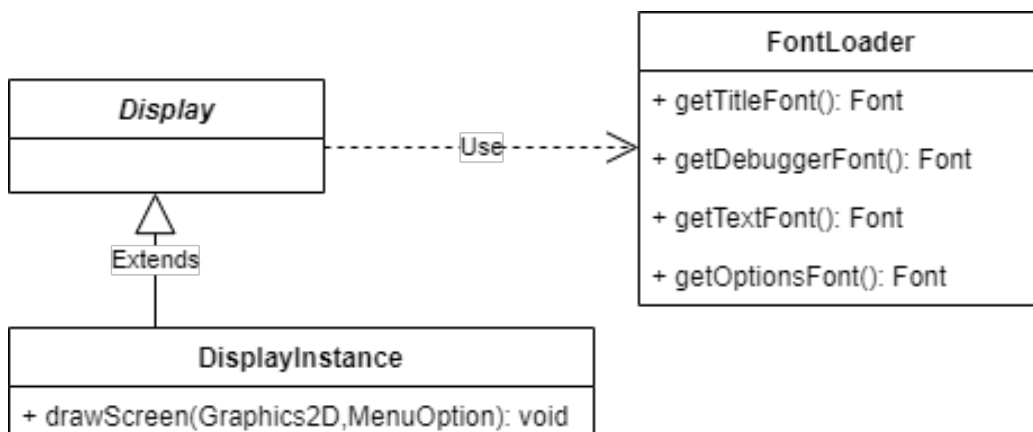 FontLoader
+ getTitleFont(): Font
+ getDebuggerFont(): Font
+ getTextFont(): Font
+ getOptionsFont(): Font
Display
Use
Extends
DisplayInstance
+ drawScreen(Graphics2D,MenuOption): void